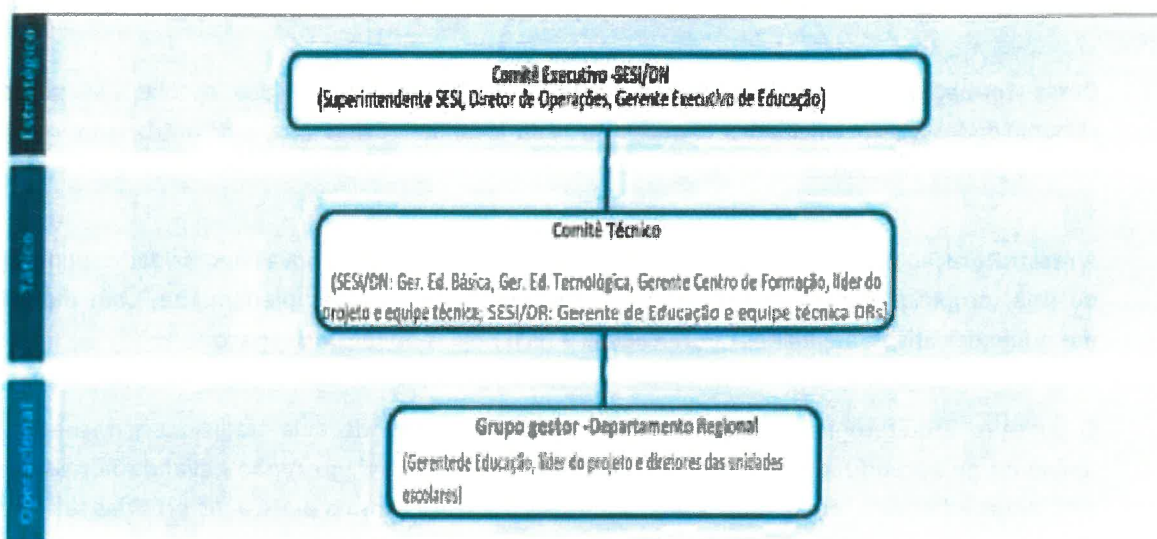 Estratégico
Comitê Executivo -SESI/DN
(Superintendente SESI, Diretor de Operações, Gerente Executivo de Educação)
Tático
Comitê Técnico
(SESI/DN: Ger. Ed. Básica, Ger. Ed. Tecnológica, Gerente Centro de Formação, líder do
projeto e equipe técnica; SESI/DR: Gerente de Educação e equipe técnica DRs)
Operacional
Grupo gestor -Departamento Regional
(Gerente de Educação, líder do projeto e diretores das unidades
escolares)